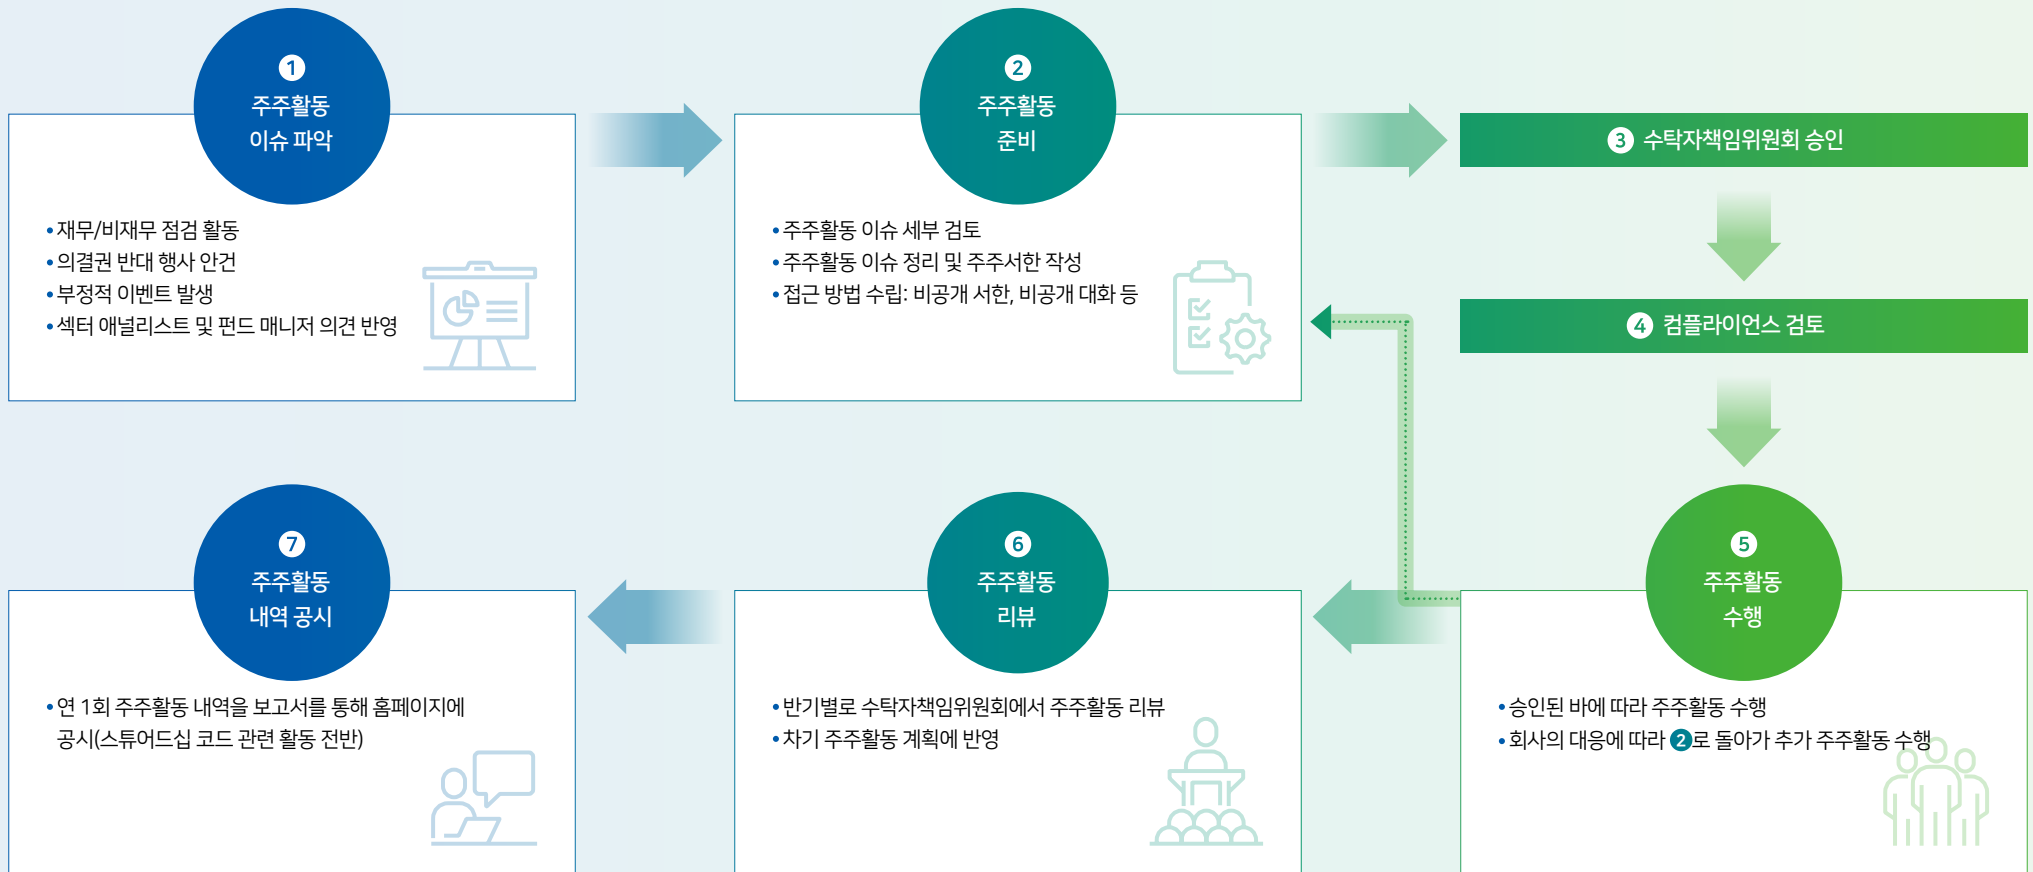 1
주주활동
이슈 파악
• 재무/비재무 점검 활동
• 의결권 반대 행사 안건
• 부정적 이벤트 발생
• 섹터 애널리스트 및 펀드 매니저 의견 반영
2
주주활동
준비
• 주주활동 이슈 세부 검토
• 주주활동 이슈 정리 및 주주서한 작성
• 접근 방법 수립: 비공개 서한, 비공개 대화 등
3 수탁자책임위원회 승인
4 컴플라이언스 검토
5
주주활동
수행
• 승인된 바에 따라 주주활동 수행
• 회사의 대응에 따라 2로 돌아가 추가 주주활동 수행
6
주주활동
리뷰
• 반기별로 수탁자책임위원회에서 주주활동 리뷰
• 차기 주주활동 계획에 반영
7
주주활동
내역 공시
• 연 1회 주주활동 내역을 보고서를 통해 홈페이지에
공시(스튜어드십 코드 관련 활동 전반)